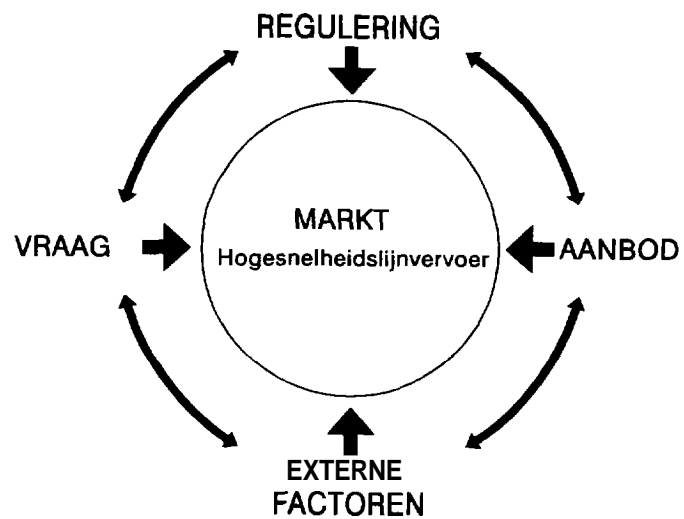 REGULERING
MARKT
VRAAG
Hogesnelheidslijnvervoer
AANBOD
EXTERNE
FACTOREN